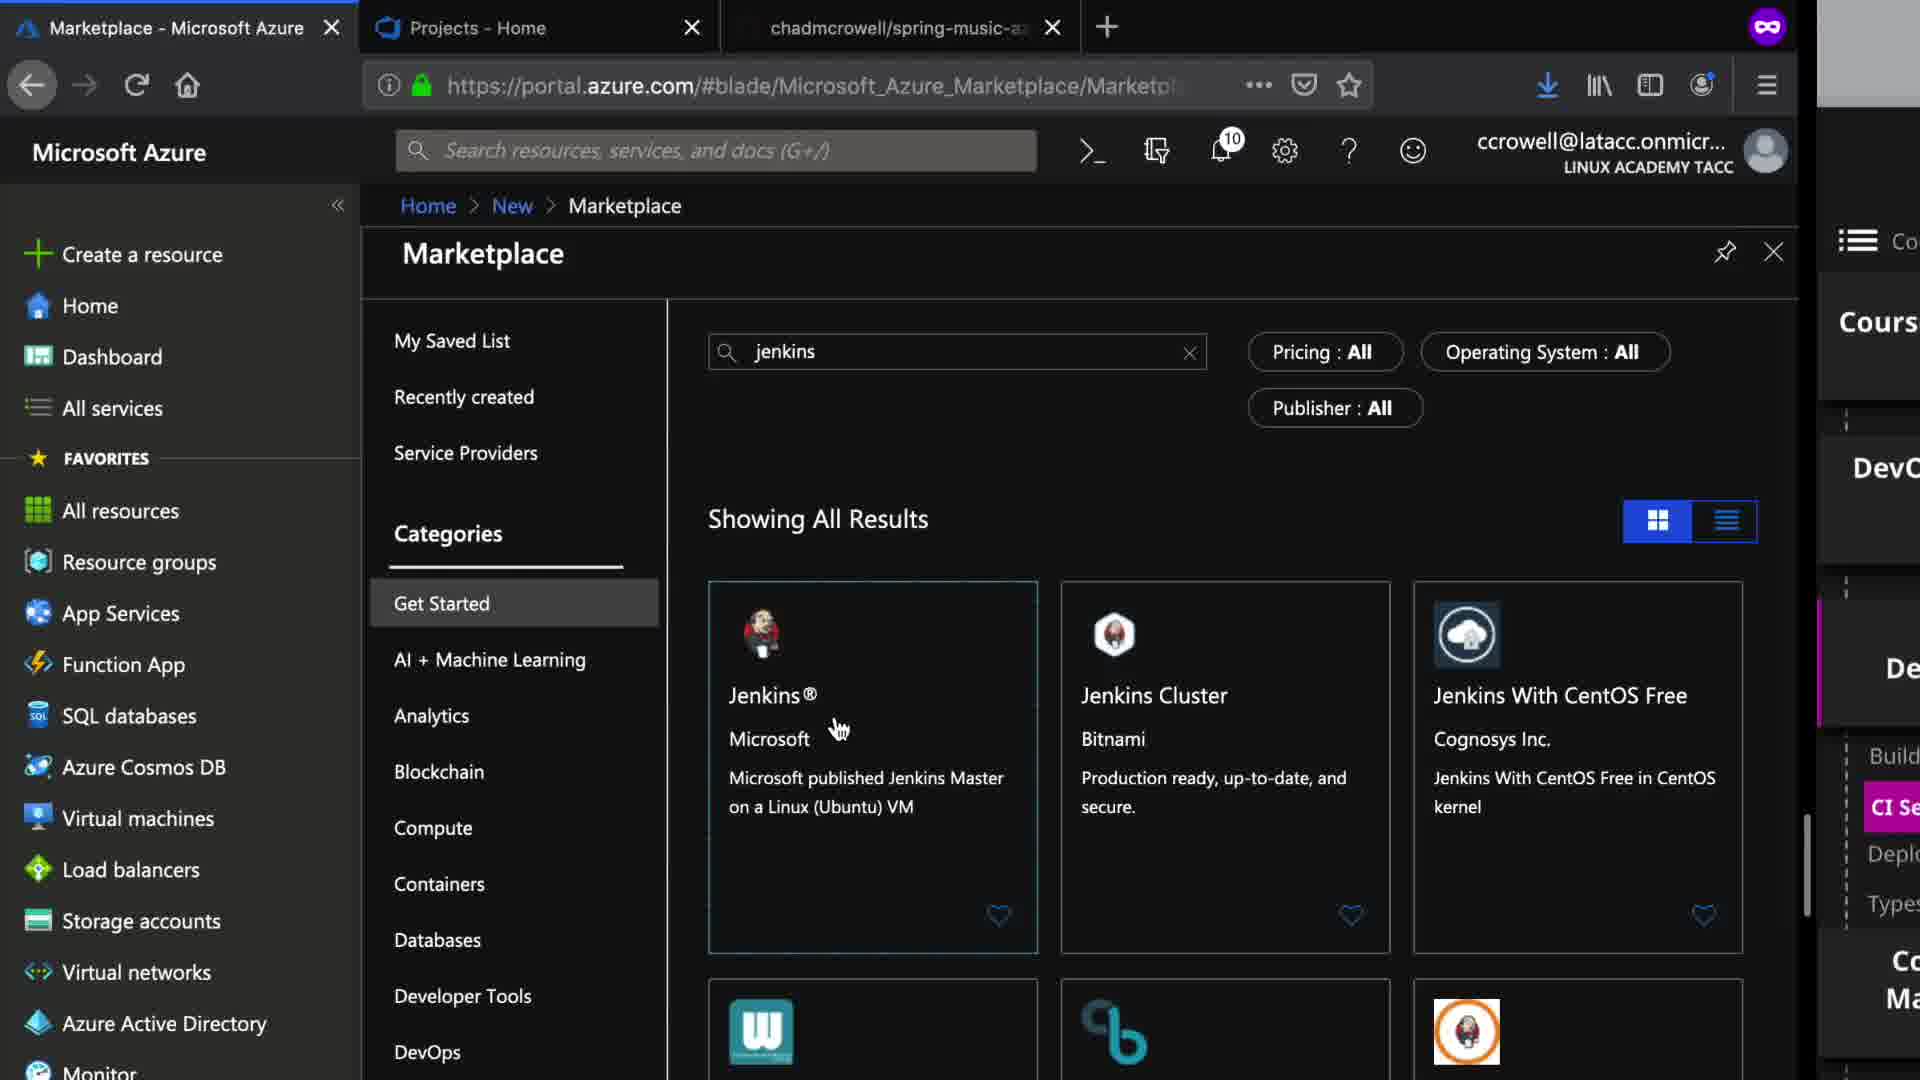 Marketplace - Microsoft Azure
Projects - Home
chadmcrowell/spring-music-a
https://portal.azure.com/#blade/Microsoft_Azure_Marketplace/Marketpl
Microsoft Azure
Search resources, services, and docs (G+/)
10
ccrowell@latacc.onmicr...
LINUX ACADEMY TACC
Home > New > Marketplace
Marketplace
Create a resource
Home
Dashboard
All services
FAVORITES
All resources
Resource groups
App Services
Function App
SQL databases
Azure Cosmos DB
Virtual machines
Load balancers
Storage accounts
Virtual networks
Azure Active Directory
Monitor
My Saved List
Recently created
Service Providers
Categories
Get Started
AI + Machine Learning
Analytics
Blockchain
Compute
Containers
Databases
Developer Tools
DevOps
jenkins
Pricing : All
Operating System : All
Publisher : All
Showing All Results
Jenkins®
Microsoft
Microsoft published Jenkins Master
on a Linux (Ubuntu) VM
Jenkins Cluster
Bitnami
Production ready, up-to-date, and
secure.
Jenkins With CentOS Free
Cognosys Inc.
Jenkins With CentOS Free in CentOS
kernel
Co
Cours
DevO
De
Build
CI Se
Deplo
Types
Co
Ma